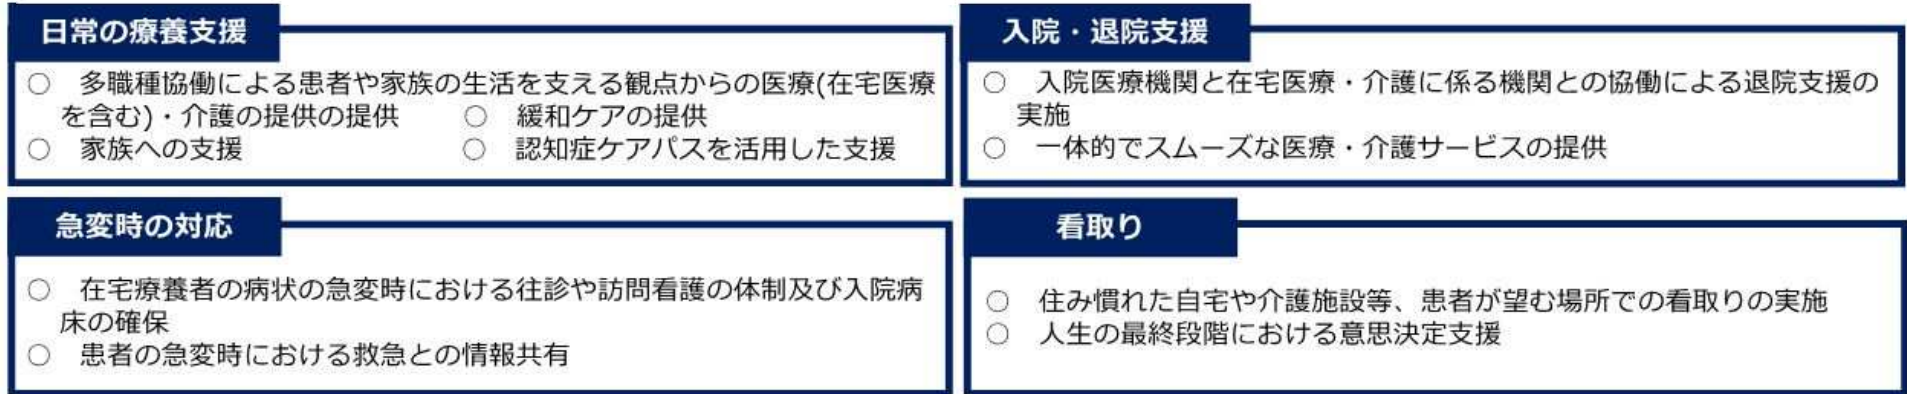 日常の療養支援
○ 多職種協働による患者や家族の生活を支える観点からの医療(在宅医療
を含む)・介護の提供の提供 ○ 緩和ケアの提供
○ 家族への支援 ○ 認知症ケアパスを活用した支援
入院・退院支援
○ 入院医療機関と在宅医療・介護に係る機関との協働による退院支援の
実施
○ 一体的でスムーズな医療・介護サービスの提供
急変時の対応
○ 在宅療養者の病状の急変時における往診や訪問看護の体制及び入院病
床の確保
○ 患者の急変時における救急との情報共有
看取り
○ 住み慣れた自宅や介護施設等、患者が望む場所での看取りの実施
○ 人生の最終段階における意思決定支援